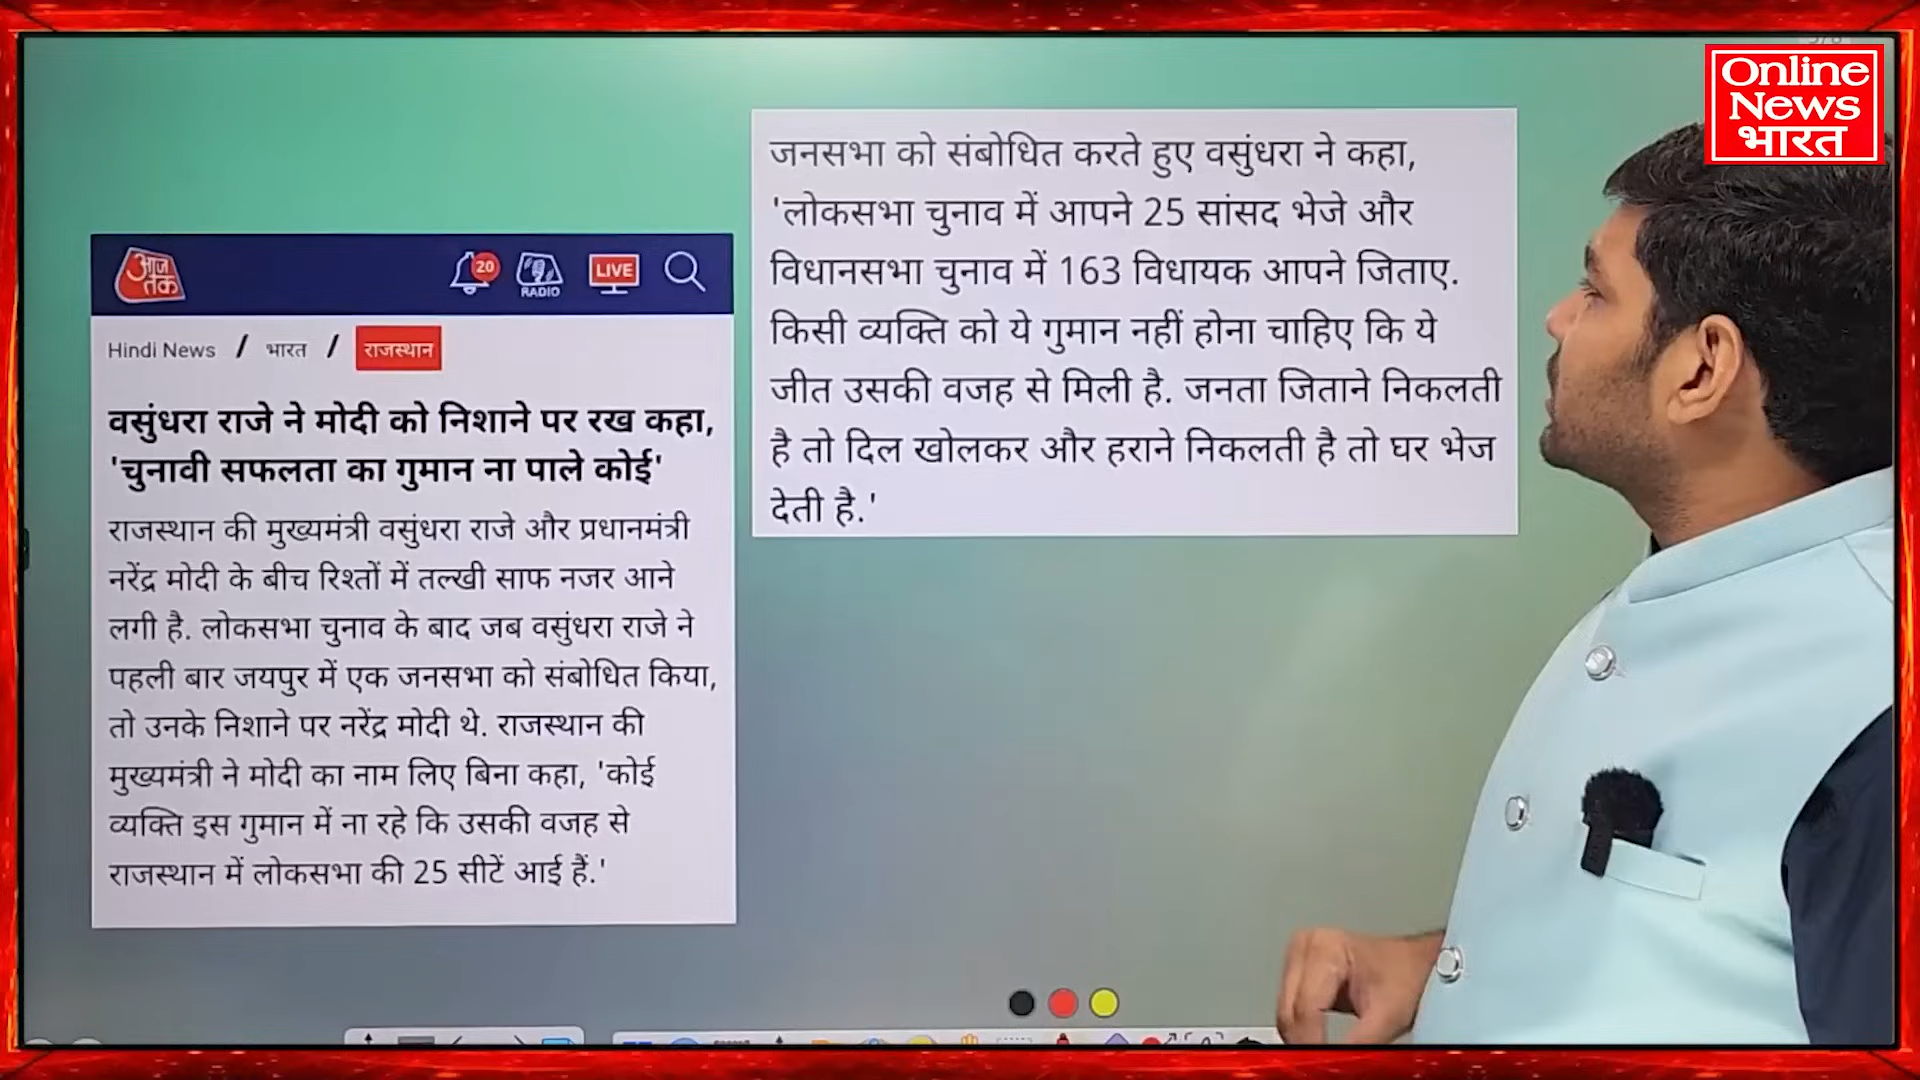 Online
News
भारत
आज
तक
20
RADIO
LIVE
Hindi News / भारत / राजस्थान
वसुंधरा राजे ने मोदी को निशाने पर रख कहा,
'चुनावी सफलता का गुमान ना पाले कोई'
राजस्थान की मुख्यमंत्री वसुंधरा राजे और प्रधानमंत्री
नरेंद्र मोदी के बीच रिश्तों में तल्खी साफ नजर आने
लगी है. लोकसभा चुनाव के बाद जब वसुंधरा राजे ने
पहली बार जयपुर में एक जनसभा को संबोधित किया,
तो उनके निशाने पर नरेंद्र मोदी थे. राजस्थान की
मुख्यमंत्री ने मोदी का नाम लिए बिना कहा, 'कोई
व्यक्ति इस गुमान में ना रहे कि उसकी वजह से
राजस्थान में लोकसभा की 25 सीटें आई हैं.'
जनसभा को संबोधित करते हुए वसुंधरा ने कहा,
'लोकसभा चुनाव में आपने 25 सांसद भेजे और
विधानसभा चुनाव में 163 विधायक आपने जिताए.
किसी व्यक्ति को ये गुमान नहीं होना चाहिए कि ये
जीत उसकी वजह से मिली है. जनता जिताने निकलती
है तो दिल खोलकर और हराने निकलती है तो घर भेज
देती है.'